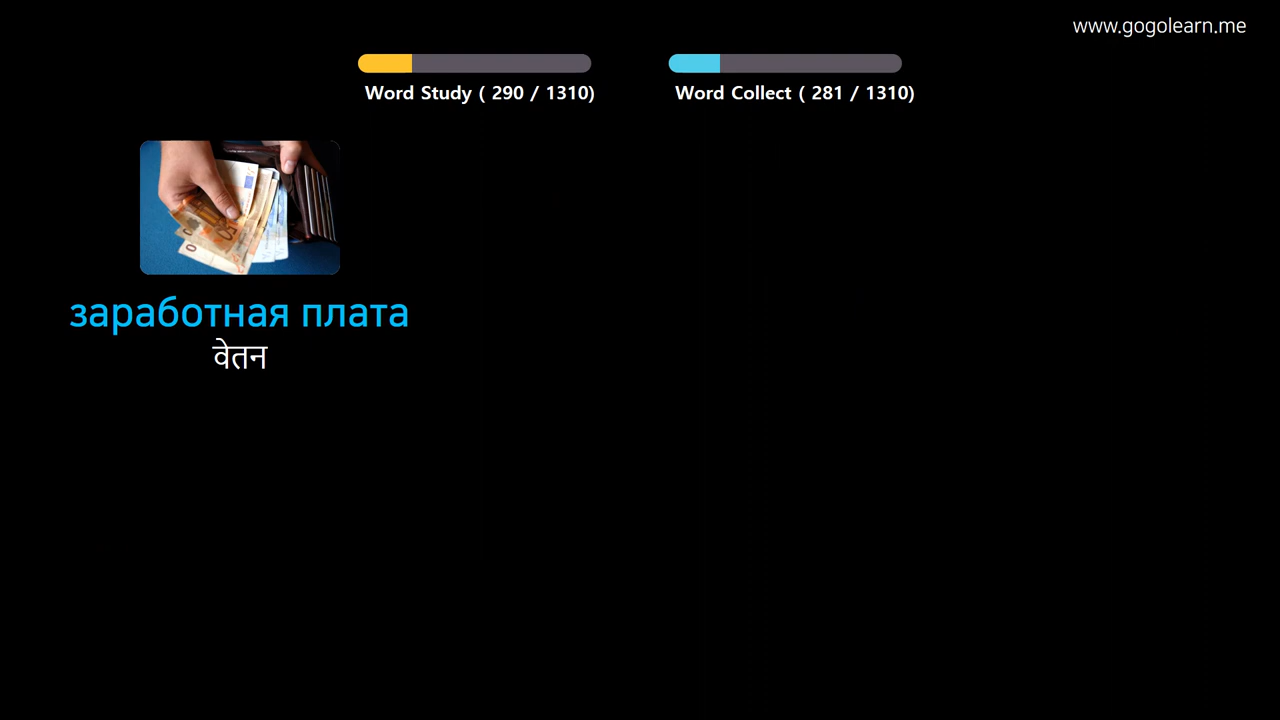 www.gogolearn.me
Word Study ( 290 / 1310)
Word Collect ( 281 / 1310)
заработная плата
वेतन